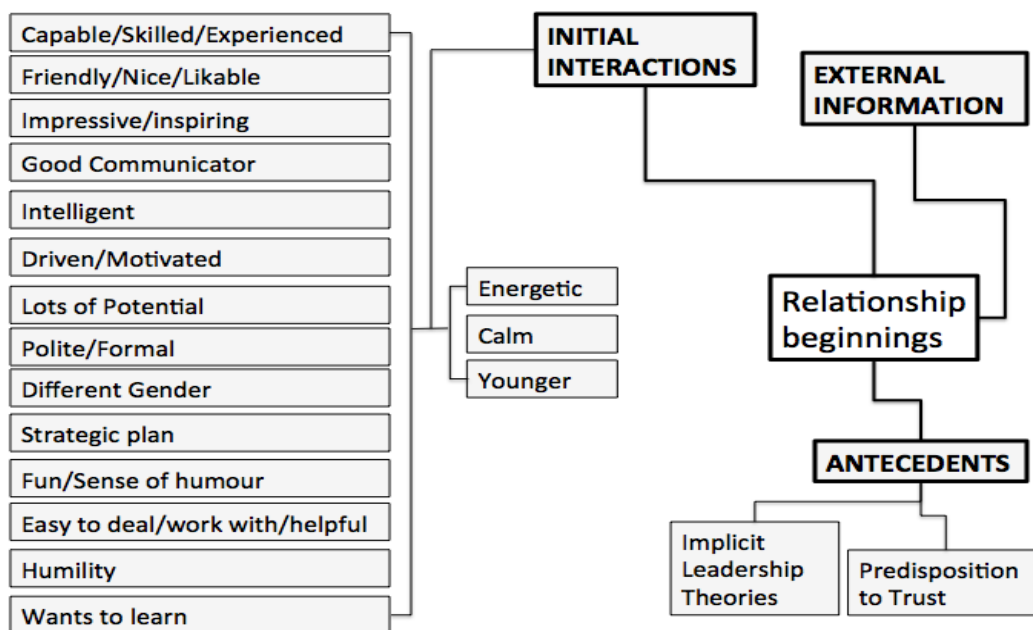 Capable/Skilled/Experienced
Friendly/Nice/Likable
Impressive/inspiring
Good Communicator
Intelligent
Driven/Motivated
Lots of Potential
Polite/Formal
Different Gender
Strategic plan
Fun/Sense of humour
Easy to deal/work with/helpful
Humility
Wants to learn
Energetic
Calm
Younger
INITIAL
INTERACTIONS
EXTERNAL
INFORMATION
Relationship
beginnings
ANTECEDENTS
Implicit
Leadership
Theories
Predisposition
to Trust